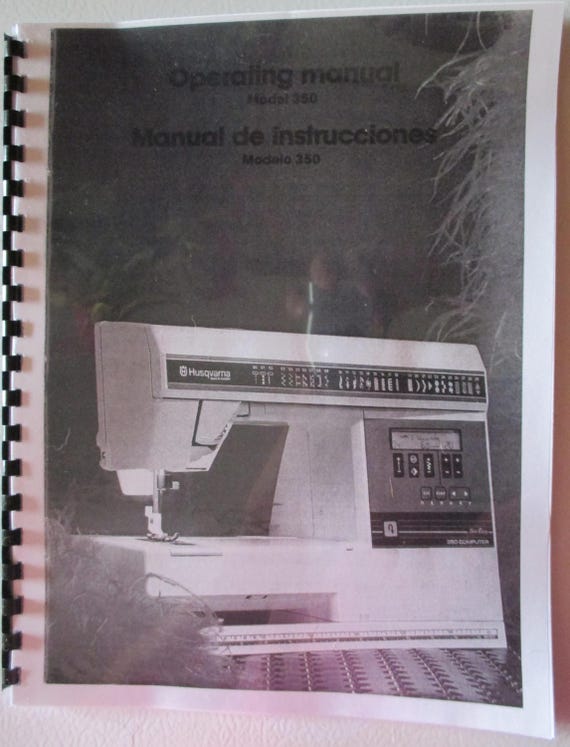 Operating manual
Model 350
Manual de instrucciones
Modelo 350
Husqvarna
350 COMPUTER